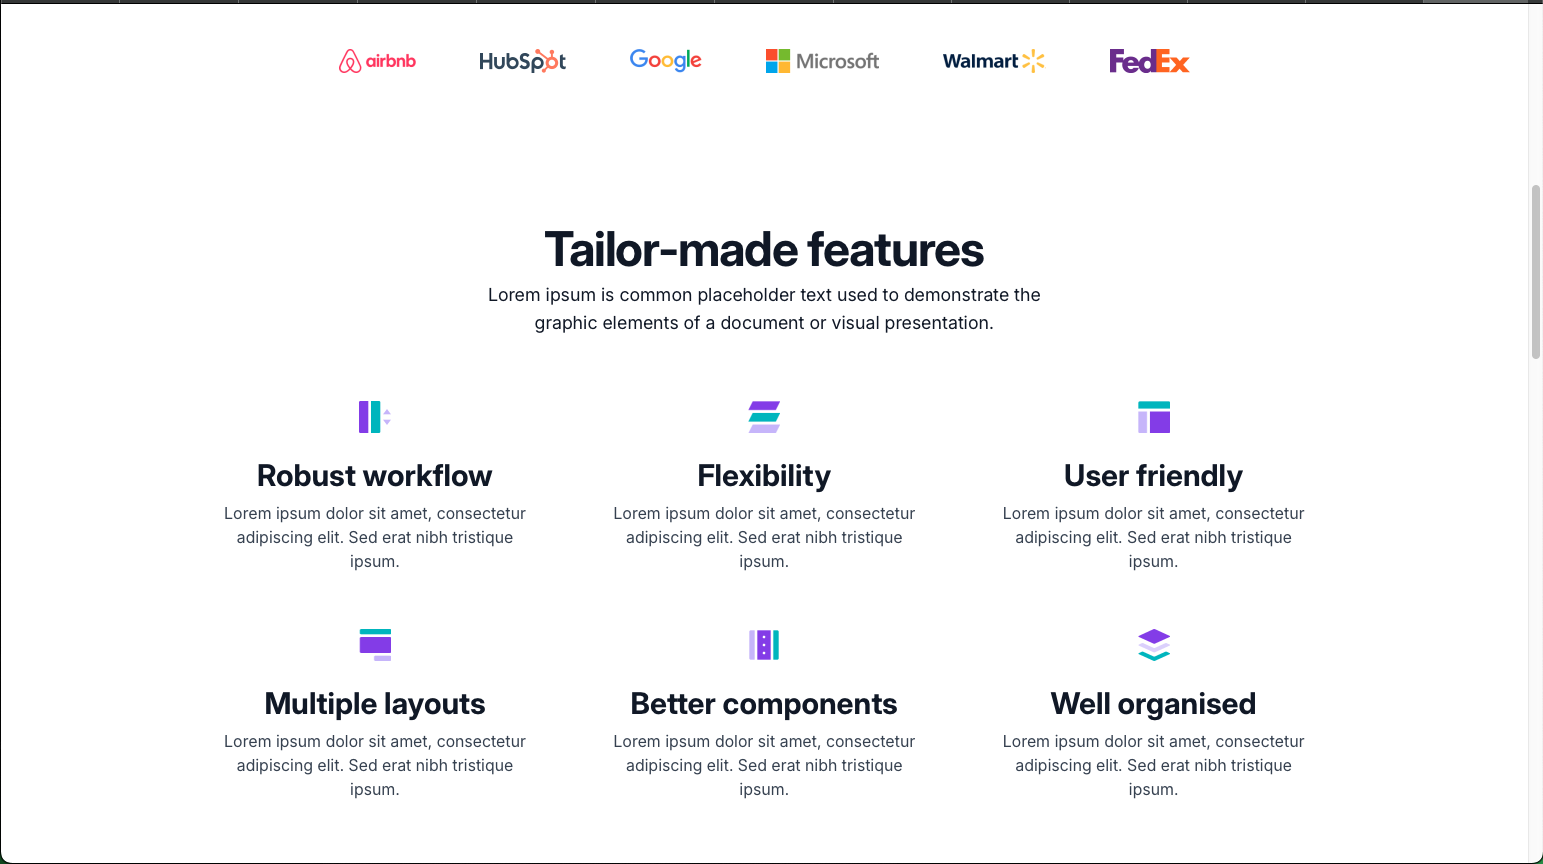 airbnb HubSpot Google Microsoft Walmart FedEx
Tailor-made features
Lorem ipsum is common placeholder text used to demonstrate the
graphic elements of a document or visual presentation.
Robust workflow
Lorem ipsum dolor sit amet, consectetur
adipiscing elit. Sed erat nibh tristique
ipsum.
Flexibility
Lorem ipsum dolor sit amet, consectetur
adipiscing elit. Sed erat nibh tristique
ipsum.
User friendly
Lorem ipsum dolor sit amet, consectetur
adipiscing elit. Sed erat nibh tristique
ipsum.
Multiple layouts
Lorem ipsum dolor sit amet, consectetur
adipiscing elit. Sed erat nibh tristique
ipsum.
Better components
Lorem ipsum dolor sit amet, consectetur
adipiscing elit. Sed erat nibh tristique
ipsum.
Well organised
Lorem ipsum dolor sit amet, consectetur
adipiscing elit. Sed erat nibh tristique
ipsum.